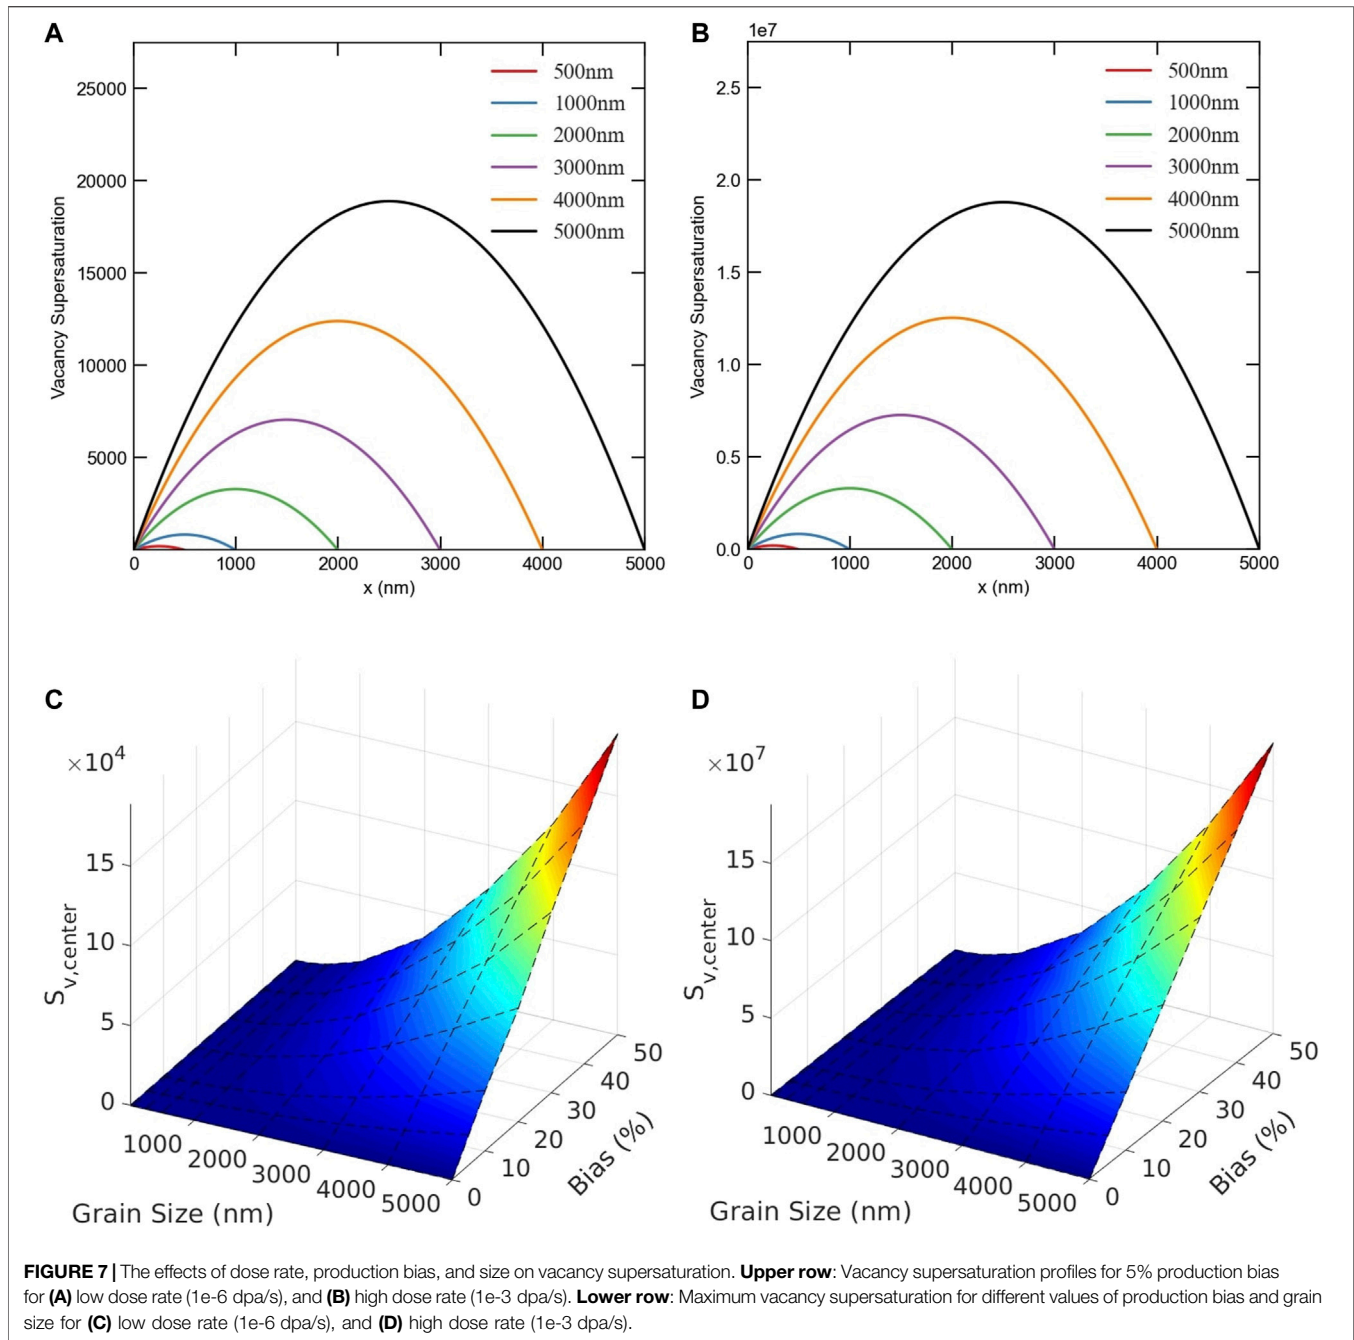 A
25000
20000
15000
10000
5000
Vacancy Supersaturation
500nm
1000nm
2000nm
3000nm
4000nm
5000nm
0 1000 2000 3000 4000 5000
x (nm)
B
1e7
2.5
2.0
1.5
1.0
0.5
0.0
Vacancy Supersaturation
500nm
1000nm
2000nm
3000nm
4000nm
5000nm
0 1000 2000 3000 4000 5000
x (nm)
C
×10⁴
15
10
5
0
S_v,center
1000 2000 3000 4000 5000
Grain Size (nm)
0 10 20 30 40 50
Bias (%)
D
×10⁷
15
10
5
0
S_v,center
1000 2000 3000 4000 5000
Grain Size (nm)
0 10 20 30 40 50
Bias (%)
FIGURE 7 | The effects of dose rate, production bias, and size on vacancy supersaturation. Upper row: Vacancy supersaturation profiles for 5% production bias
for (A) low dose rate (1e-6 dpa/s), and (B) high dose rate (1e-3 dpa/s). Lower row: Maximum vacancy supersaturation for different values of production bias and grain
size for (C) low dose rate (1e-6 dpa/s), and (D) high dose rate (1e-3 dpa/s).